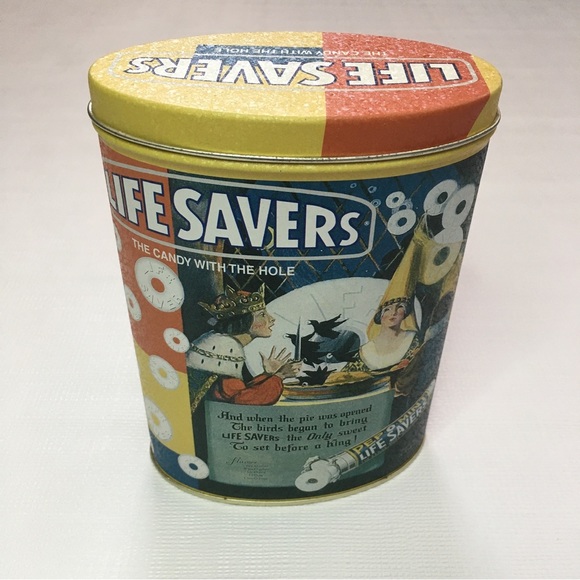 LIFE SAVERS
THE CANDY WITH THE HOLE
LIFE SAVERS
THE CANDY WITH THE HOLE
And when the pie was opened
The birds begun to bring
LIFE SAVERS the Only sweet
To set before a king!
LIFE SAVERS